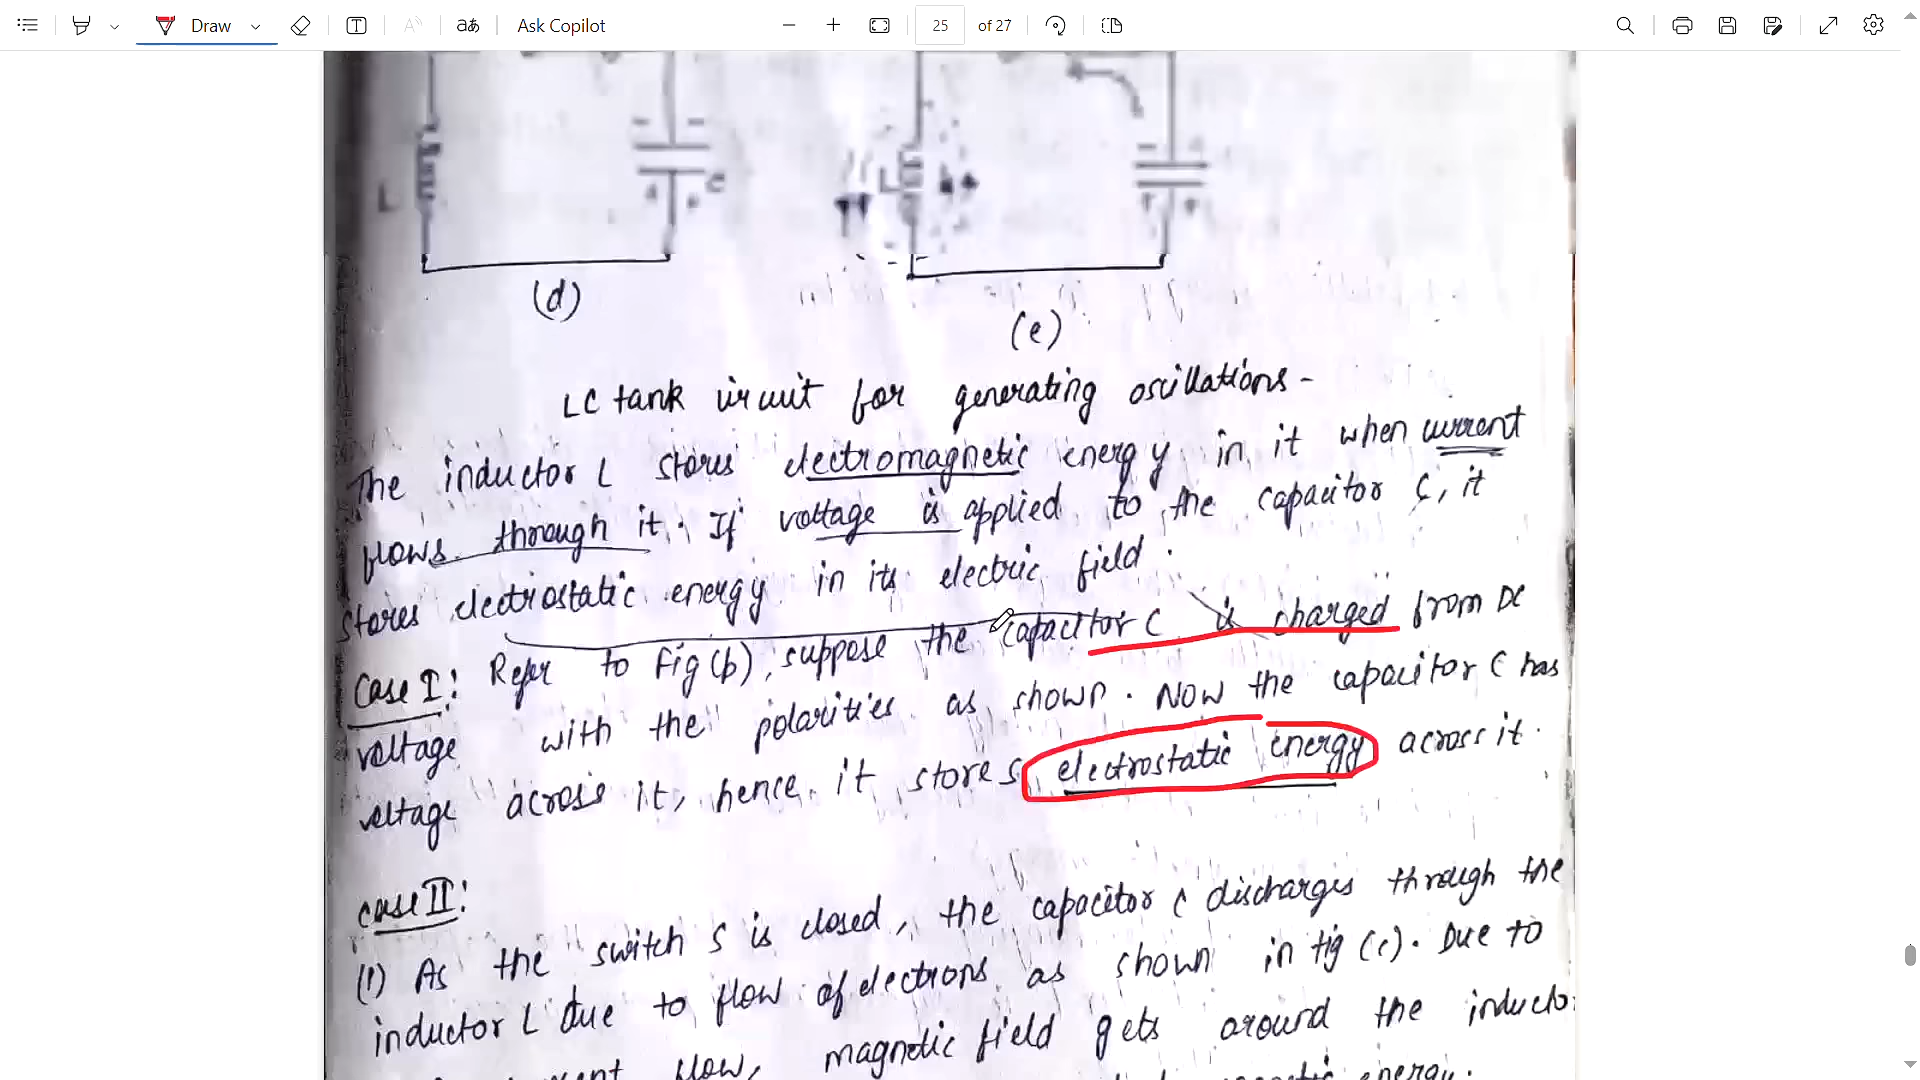 Draw
Ask Copilot
25 of 27
L
C
L
(d)
(e)
LC tank circuit for generating oscillations -
The inductor L stores electromagnetic energy in it when current
flows through it. If voltage is applied to the capacitor C, it
stores electrostatic energy in its electric field.
Case I: Refer to Fig (b), suppose the capacitor C is charged from DC
voltage with the polarities as shown. Now the capacitor C has
voltage across it, hence it stores electrostatic energy across it.
case II:
(1) As the switch S is closed, the capacitor C discharges through the
inductor L due to flow of electrons as shown in fig (c). Due to
flow, magnetic field gets around the inducto
energy.